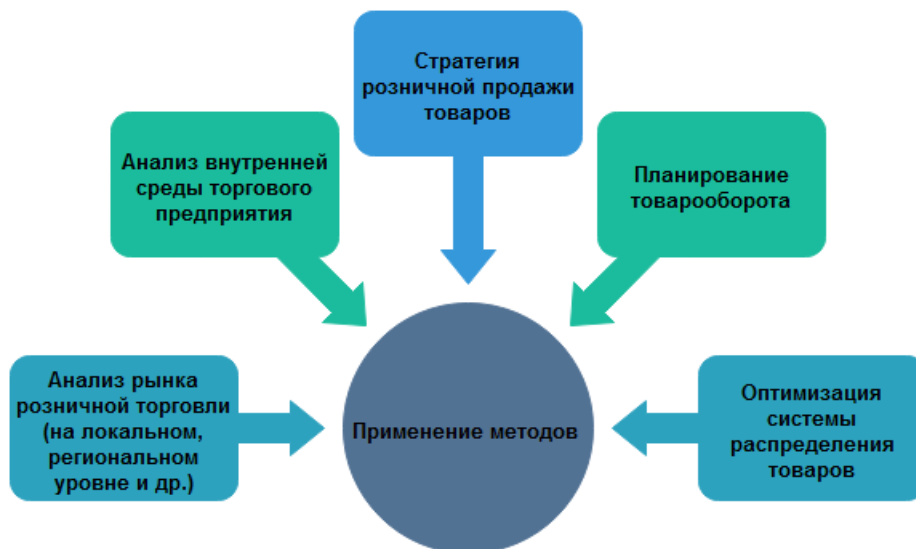 Стратегия
розничной продажи
товаров
Анализ внутренней
среды торгового
предприятия
Планирование
товарооборота
Анализ рынка
розничной торговли
(на локальном,
региональном
уровне и др.)
Применение методов
Оптимизация
системы
распределения
товаров